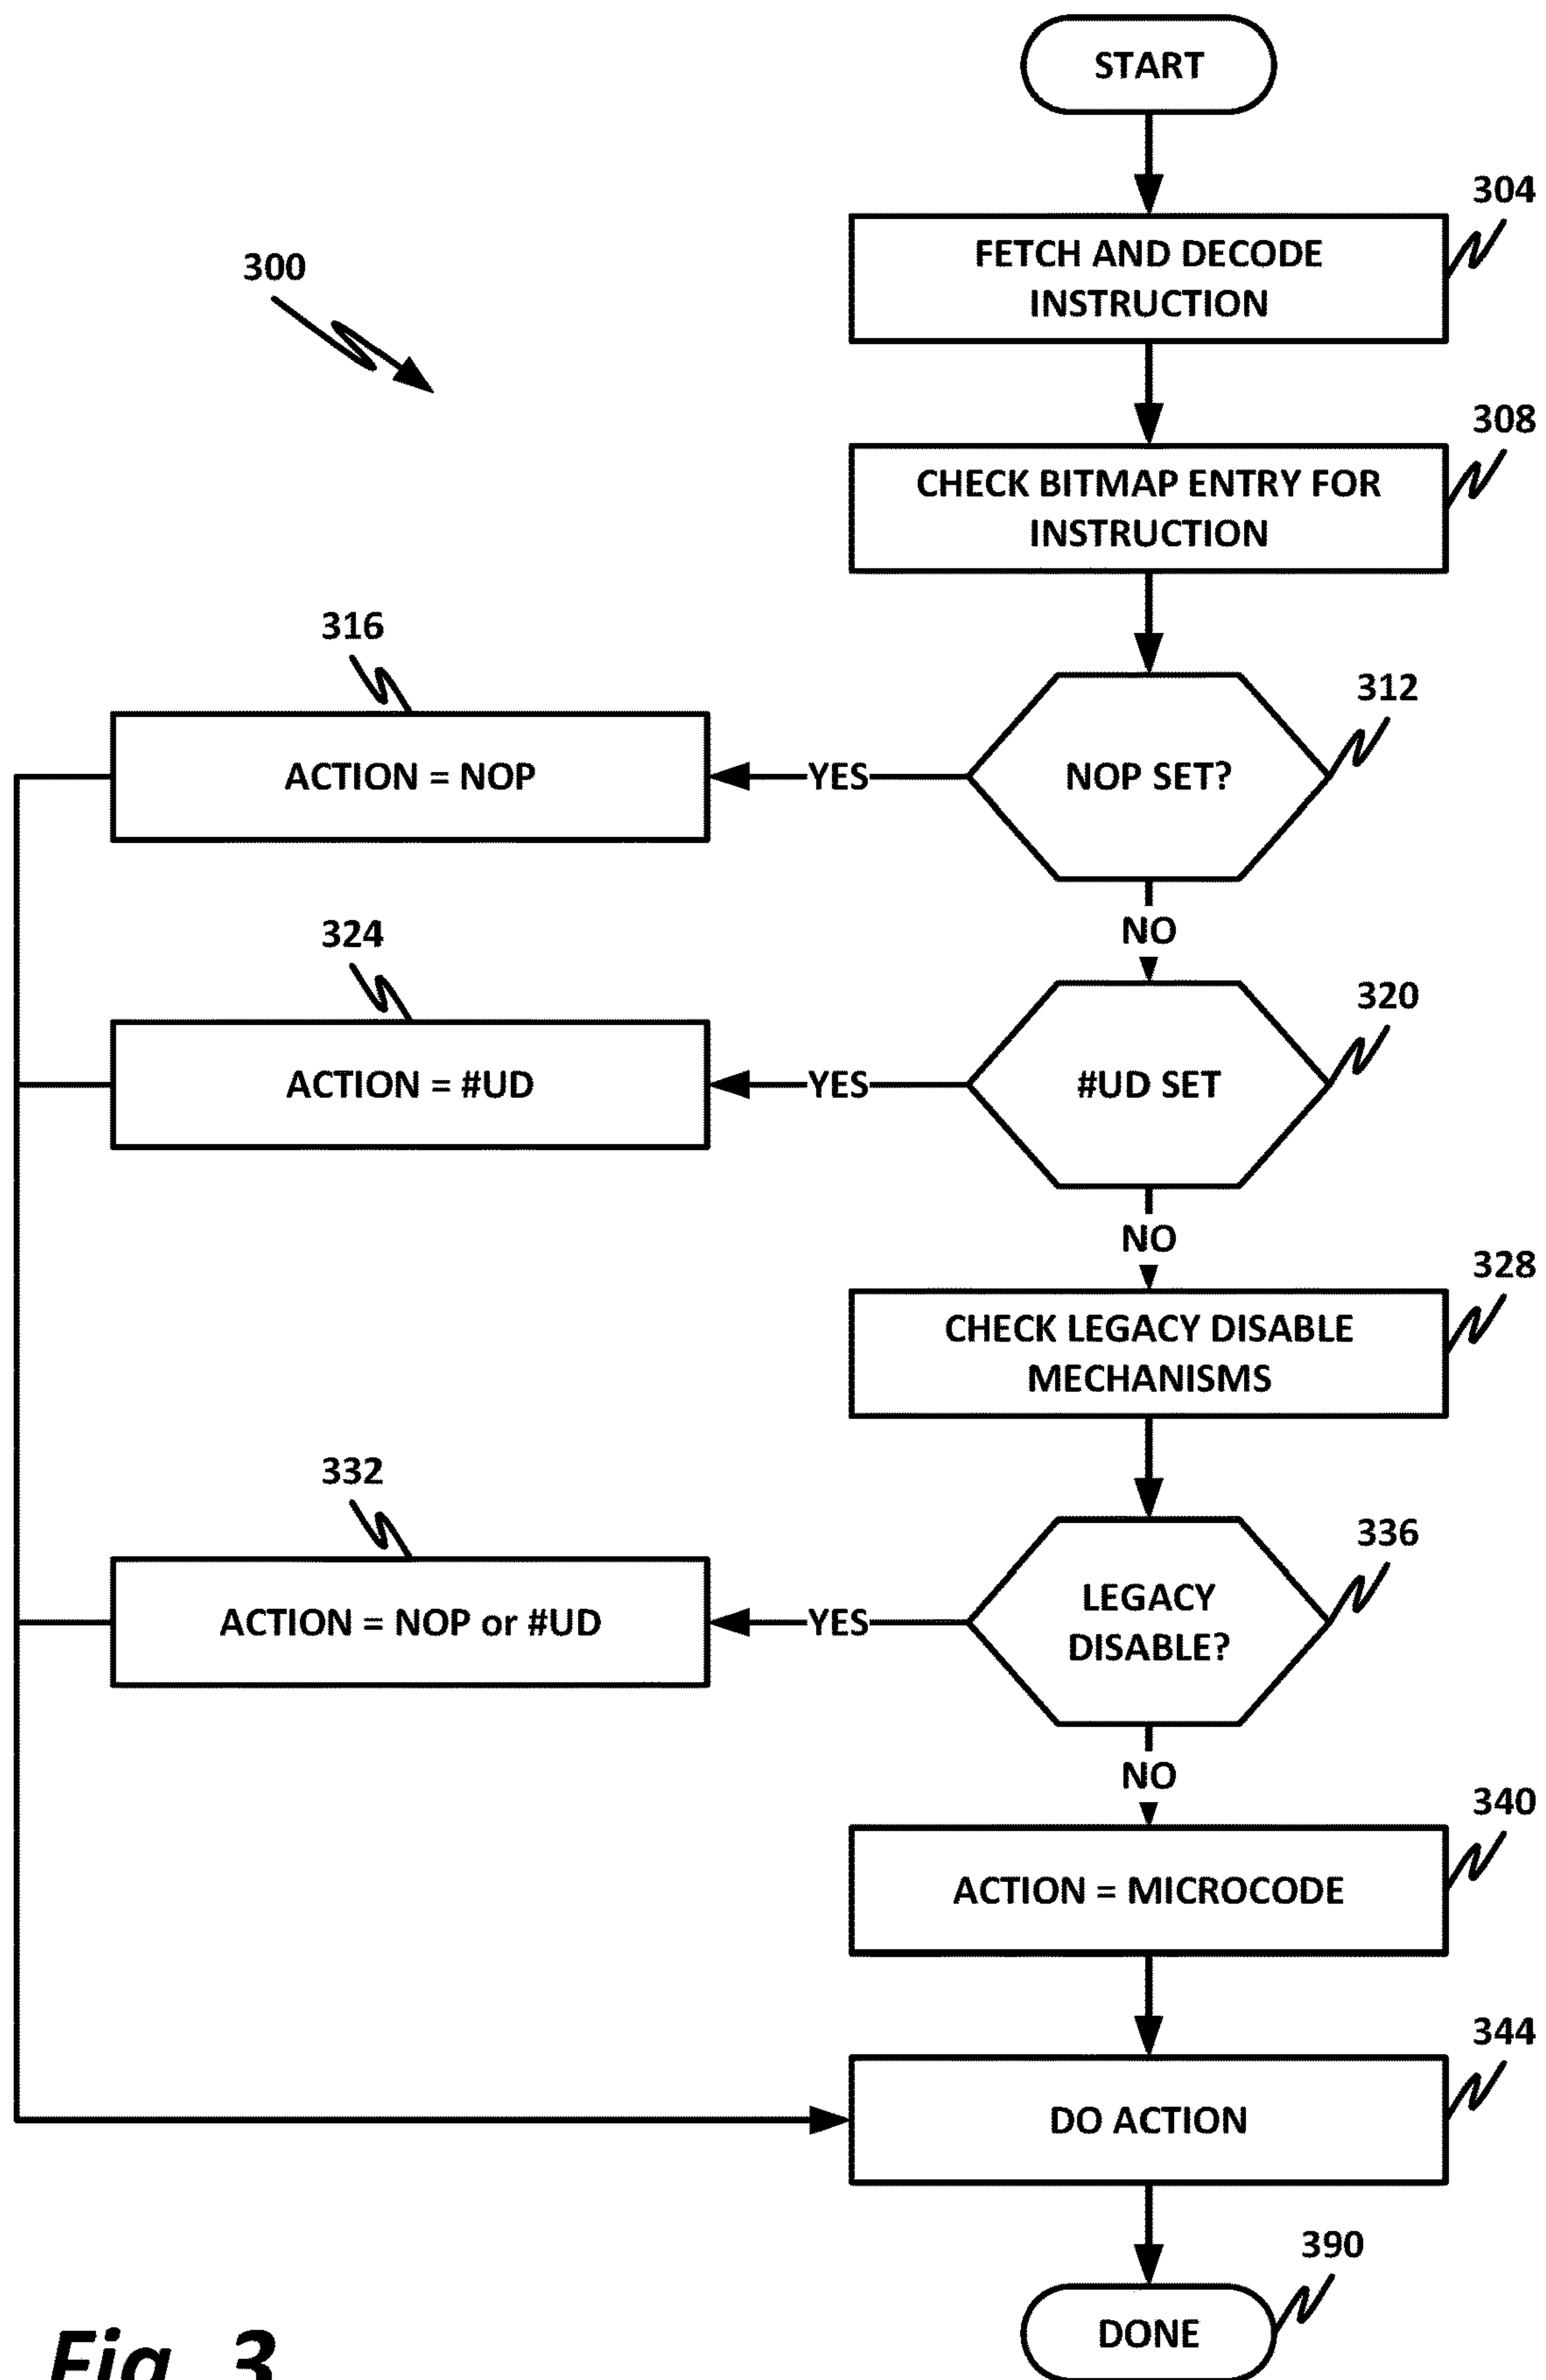 START
304
FETCH AND DECODE
INSTRUCTION
300
308
CHECK BITMAP ENTRY FOR
INSTRUCTION
316
312
ACTION = NOP
YES
NOP SET?
NO
324
320
ACTION = #UD
YES
#UD SET
NO
328
CHECK LEGACY DISABLE
MECHANISMS
332
336
ACTION = NOP or #UD
YES
LEGACY
DISABLE?
NO
340
ACTION = MICROCODE
344
DO ACTION
390
DONE
Fig. 3